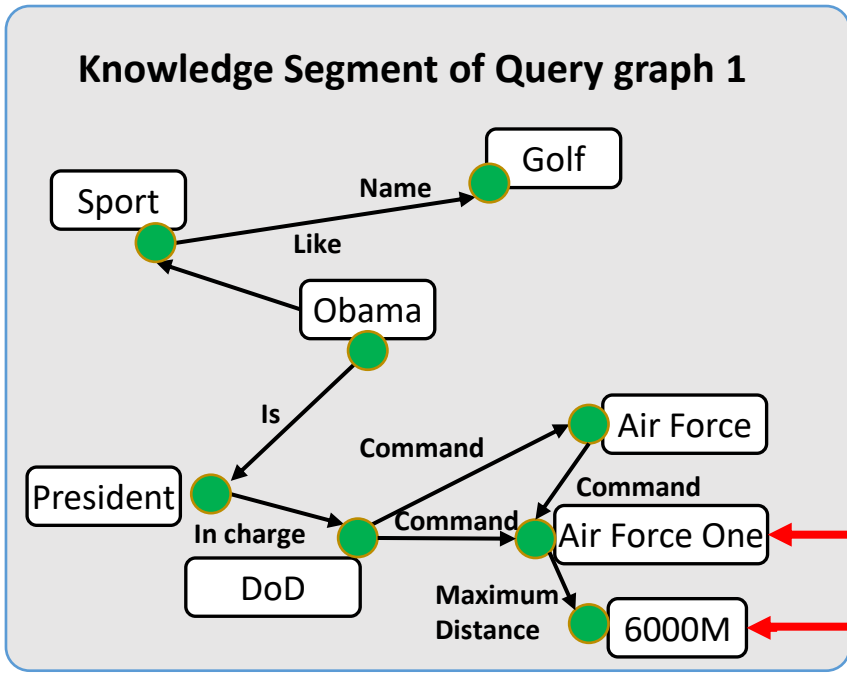 Knowledge Segment of Query graph 1
Golf
Name
Sport
Like
Obama
Is
Air Force
Command
President
Command
In charge
Command
Air Force One
DoD
Maximum
Distance
6000M